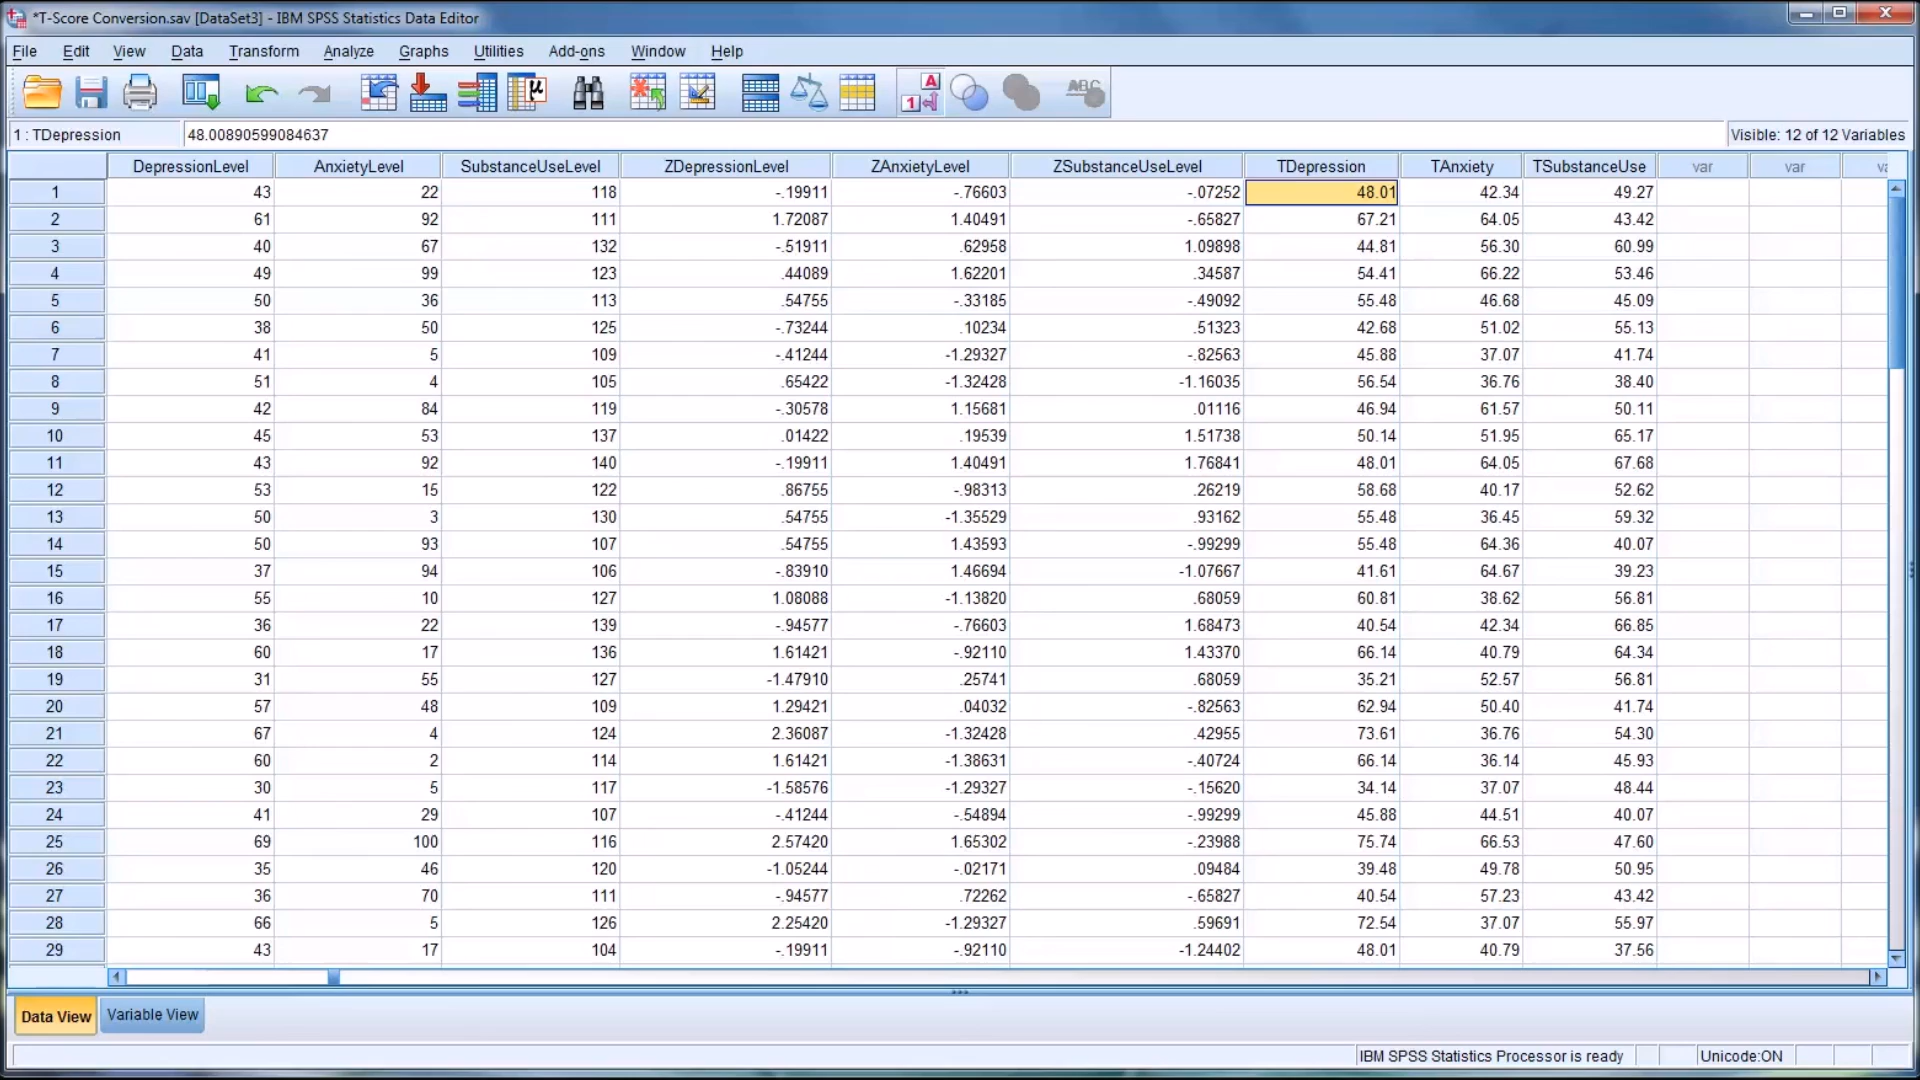 *T-Score Conversion.sav [DataSet3] - IBM SPSS Statistics Data Editor
File Edit View Data Transform Analyze Graphs Utilities Add-ons Window Help
1 : TDepression 48.00890599084637 Visible: 12 of 12 Variables
DepressionLevel AnxietyLevel SubstanceUseLevel ZDepressionLevel ZAnxietyLevel ZSubstanceUseLevel TDepression TAnxiety TSubstanceUse var var va
1 43 22 118 -.19911 -.76603 -.07252 48.01 42.34 49.27
2 61 92 111 1.72087 1.40491 -.65827 67.21 64.05 43.42
3 40 67 132 -.51911 .62958 1.09898 44.81 56.30 60.99
4 49 99 123 .44089 1.62201 .34587 54.41 66.22 53.46
5 50 36 113 .54755 -.33185 -.49092 55.48 46.68 45.09
6 38 50 125 -.73244 .10234 .51323 42.68 51.02 55.13
7 41 5 109 -.41244 -1.29327 -.82563 45.88 37.07 41.74
8 51 4 105 .65422 -1.32428 -1.16035 56.54 36.76 38.40
9 42 84 119 -.30578 1.15681 .01116 46.94 61.57 50.11
10 45 53 137 .01422 .19539 1.51738 50.14 51.95 65.17
11 43 92 140 -.19911 1.40491 1.76841 48.01 64.05 67.68
12 53 15 122 .86755 -.98313 .26219 58.68 40.17 52.62
13 50 3 130 .54755 -1.35529 .93162 55.48 36.45 59.32
14 50 93 107 .54755 1.43593 -.99299 55.48 64.36 40.07
15 37 94 106 -.83910 1.46694 -1.07667 41.61 64.67 39.23
16 55 10 127 1.08088 -1.13820 .68059 60.81 38.62 56.81
17 36 22 139 -.94577 -.76603 1.68473 40.54 42.34 66.85
18 60 17 136 1.61421 -.92110 1.43370 66.14 40.79 64.34
19 31 55 127 -1.47910 .25741 .68059 35.21 52.57 56.81
20 57 48 109 1.29421 .04032 -.82563 62.94 50.40 41.74
21 67 4 124 2.36087 -1.32428 .42955 73.61 36.76 54.30
22 60 2 114 1.61421 -1.38631 -.40724 66.14 36.14 45.93
23 30 5 117 -1.58576 -1.29327 -.15620 34.14 37.07 48.44
24 41 29 107 -.41244 -.54894 -.99299 45.88 44.51 40.07
25 69 100 116 2.57420 1.65302 -.23988 75.74 66.53 47.60
26 35 46 120 -1.05244 -.02171 .09484 39.48 49.78 50.95
27 36 70 111 -.94577 .72262 -.65827 40.54 57.23 43.42
28 66 5 126 2.25420 -1.29327 .59691 72.54 37.07 55.97
29 43 17 104 -.19911 -.92110 -1.24402 48.01 40.79 37.56
Data View Variable View
IBM SPSS Statistics Processor is ready Unicode:ON